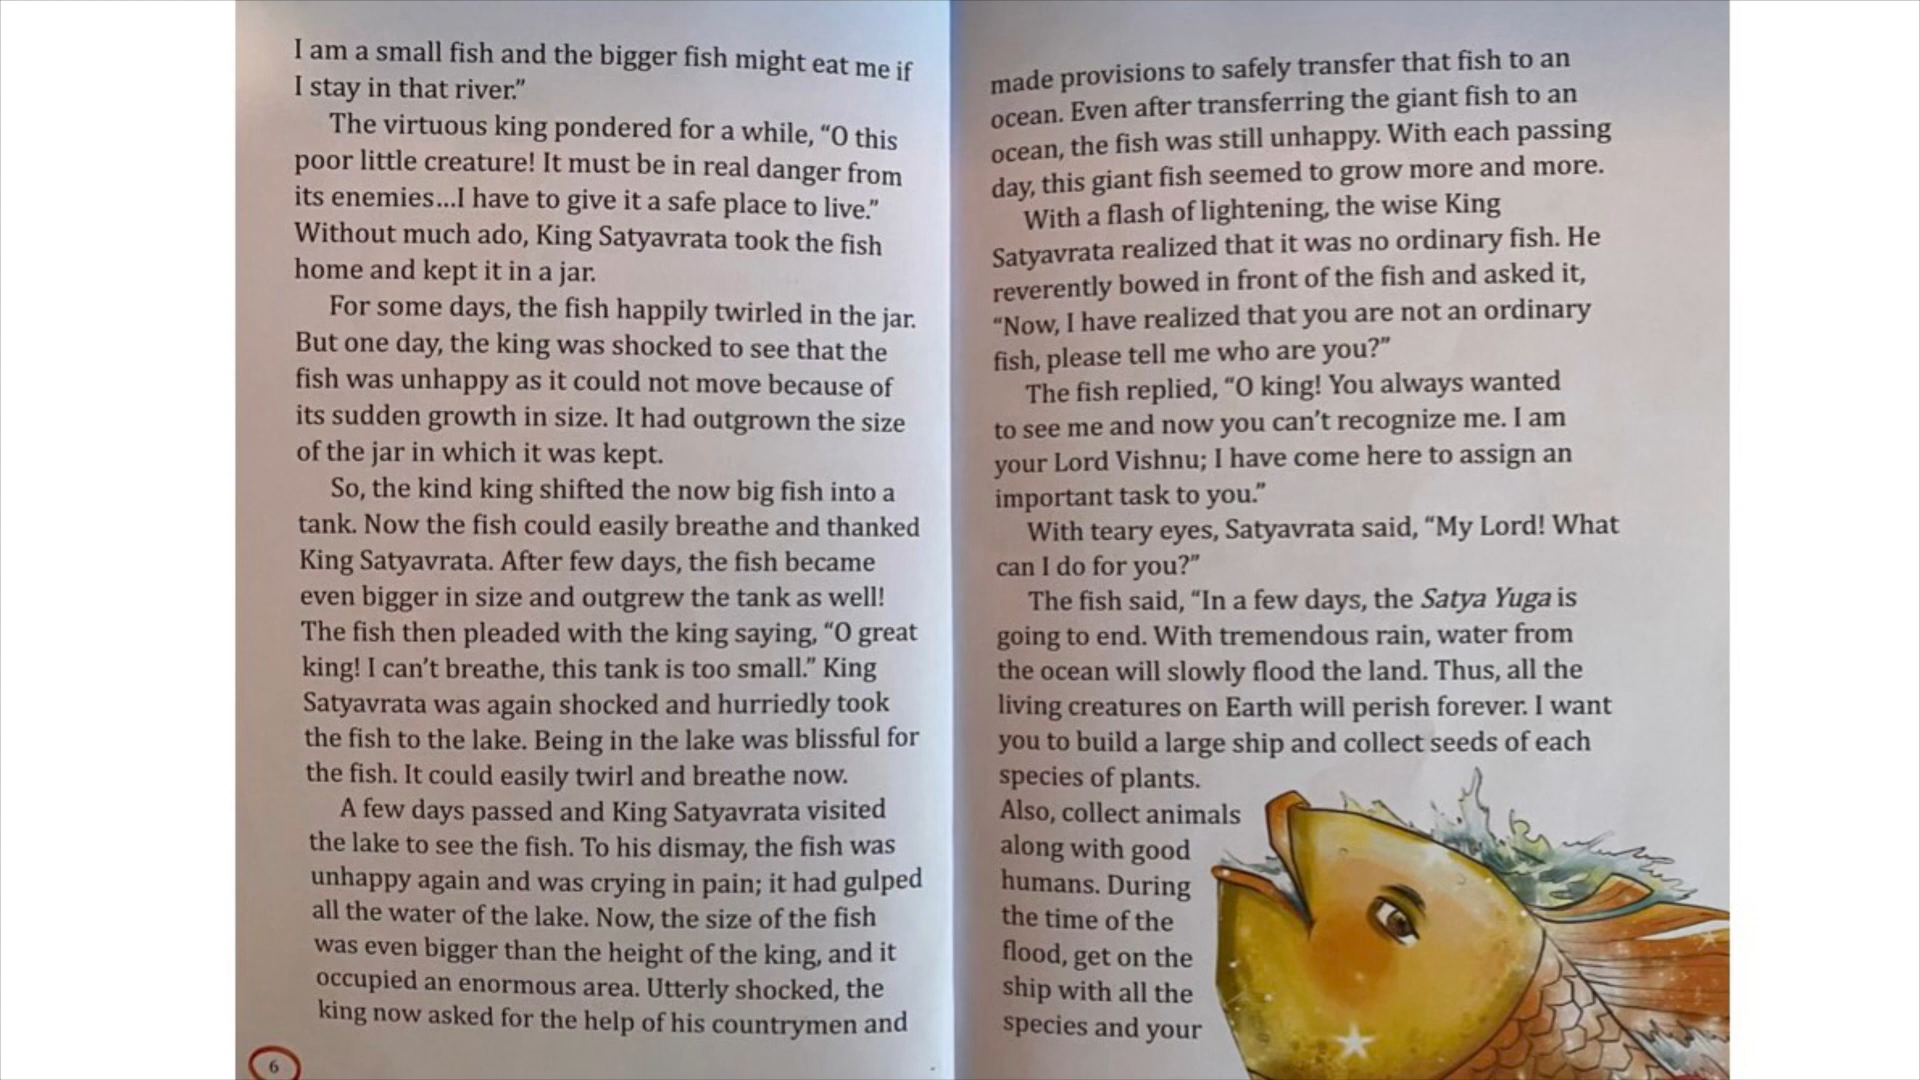 I am a small fish and the bigger fish might eat me if
I stay in that river.”
The virtuous king pondered for a while, “O this
poor little creature! It must be in real danger from
its enemies...I have to give it a safe place to live.”
Without much ado, King Satyavrata took the fish
home and kept it in a jar.
For some days, the fish happily twirled in the jar.
But one day, the king was shocked to see that the
fish was unhappy as it could not move because of
its sudden growth in size. It had outgrown the size
of the jar in which it was kept.
So, the kind king shifted the now big fish into a
tank. Now the fish could easily breathe and thanked
King Satyavrata. After few days, the fish became
even bigger in size and outgrew the tank as well!
The fish then pleaded with the king saying, “O great
king! I can't breathe, this tank is too small.” King
Satyavrata was again shocked and hurriedly took
the fish to the lake. Being in the lake was blissful for
the fish. It could easily twirl and breathe now.
A few days passed and King Satyavrata visited
the lake to see the fish. To his dismay, the fish was
unhappy again and was crying in pain; it had gulped
all the water of the lake. Now, the size of the fish
was even bigger than the height of the king, and it
occupied an enormous area. Utterly shocked, the
king now asked for the help of his countrymen and
6
made provisions to safely transfer that fish to an
ocean. Even after transferring the giant fish to an
ocean, the fish was still unhappy. With each passing
day, this giant fish seemed to grow more and more.
With a flash of lightening, the wise King
Satyavrata realized that it was no ordinary fish. He
reverently bowed in front of the fish and asked it,
“Now, I have realized that you are not an ordinary
fish, please tell me who are you?”
The fish replied, “O king! You always wanted
to see me and now you can't recognize me. I am
your Lord Vishnu; I have come here to assign an
important task to you.”
With teary eyes, Satyavrata said, “My Lord! What
can I do for you?”
The fish said, “In a few days, the Satya Yuga is
going to end. With tremendous rain, water from
the ocean will slowly flood the land. Thus, all the
living creatures on Earth will perish forever. I want
you to build a large ship and collect seeds of each
species of plants.
Also, collect animals
along with good
humans. During
the time of the
flood, get on the
ship with all the
species and your